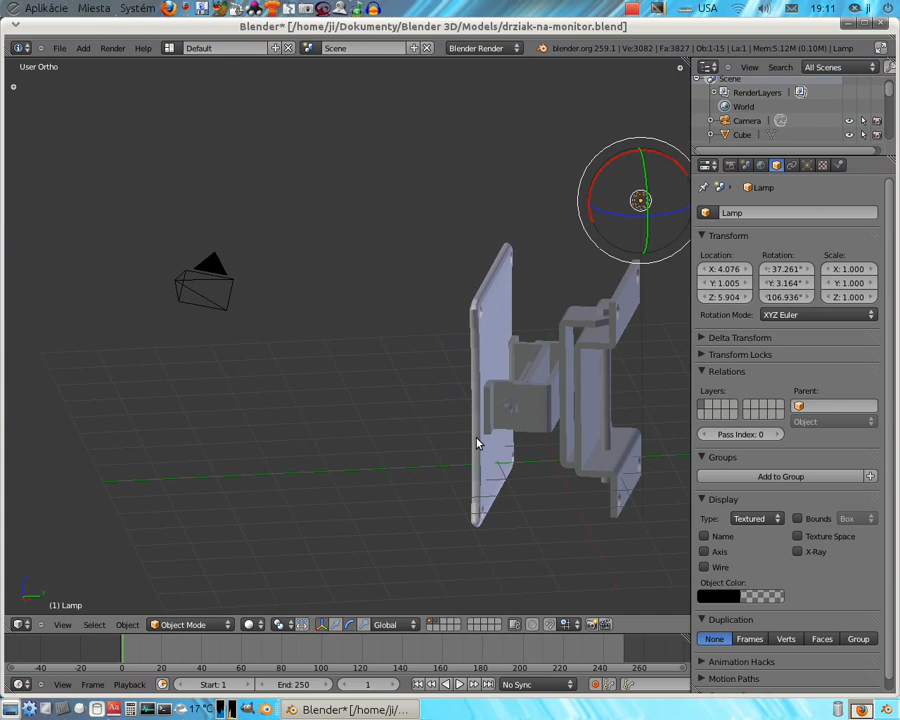 Aplikácie Miesta Systém 26 °C USA 19:11 ji
Blender* [/home/ji/Dokumenty/Blender 3D/Models/drziak-na-monitor.blend]
File Add Render Help Default Scene Blender Render blender.org 259.1 | Ve:3082 | Fa:3827 | Ob:1-15 | La:1 | Mem:5.12M (0.10M) | Lamp
User Ortho
View Search All Scenes
Scene
RenderLayers
World
Camera
Cube
Lamp
Lamp
Transform
Location: Rotation: Scale:
X: 4.076 37.261° X: 1.000
Y: 1.005 Y: 3.164° Y: 1.000
Z: 5.904 106.936° Z: 1.000
Rotation Mode: XYZ Euler
Delta Transform
Transform Locks
Relations
Layers: Parent:
Object
Pass Index: 0
Groups
Add to Group
Display
Type: Textured Bounds Box
Name Texture Space
Axis X-Ray
Wire
Object Color:
Duplication
None Frames Verts Faces Group
Animation Hacks
Motion Paths
y
(1) Lamp
View Select Object Object Mode Global
-40 -20 0 20 40 60 80 100 120 140 160 180 200 220 240 260
View Frame Playback Start: 1 End: 250 1 No Sync
17 °C Blender* [/home/ji/...